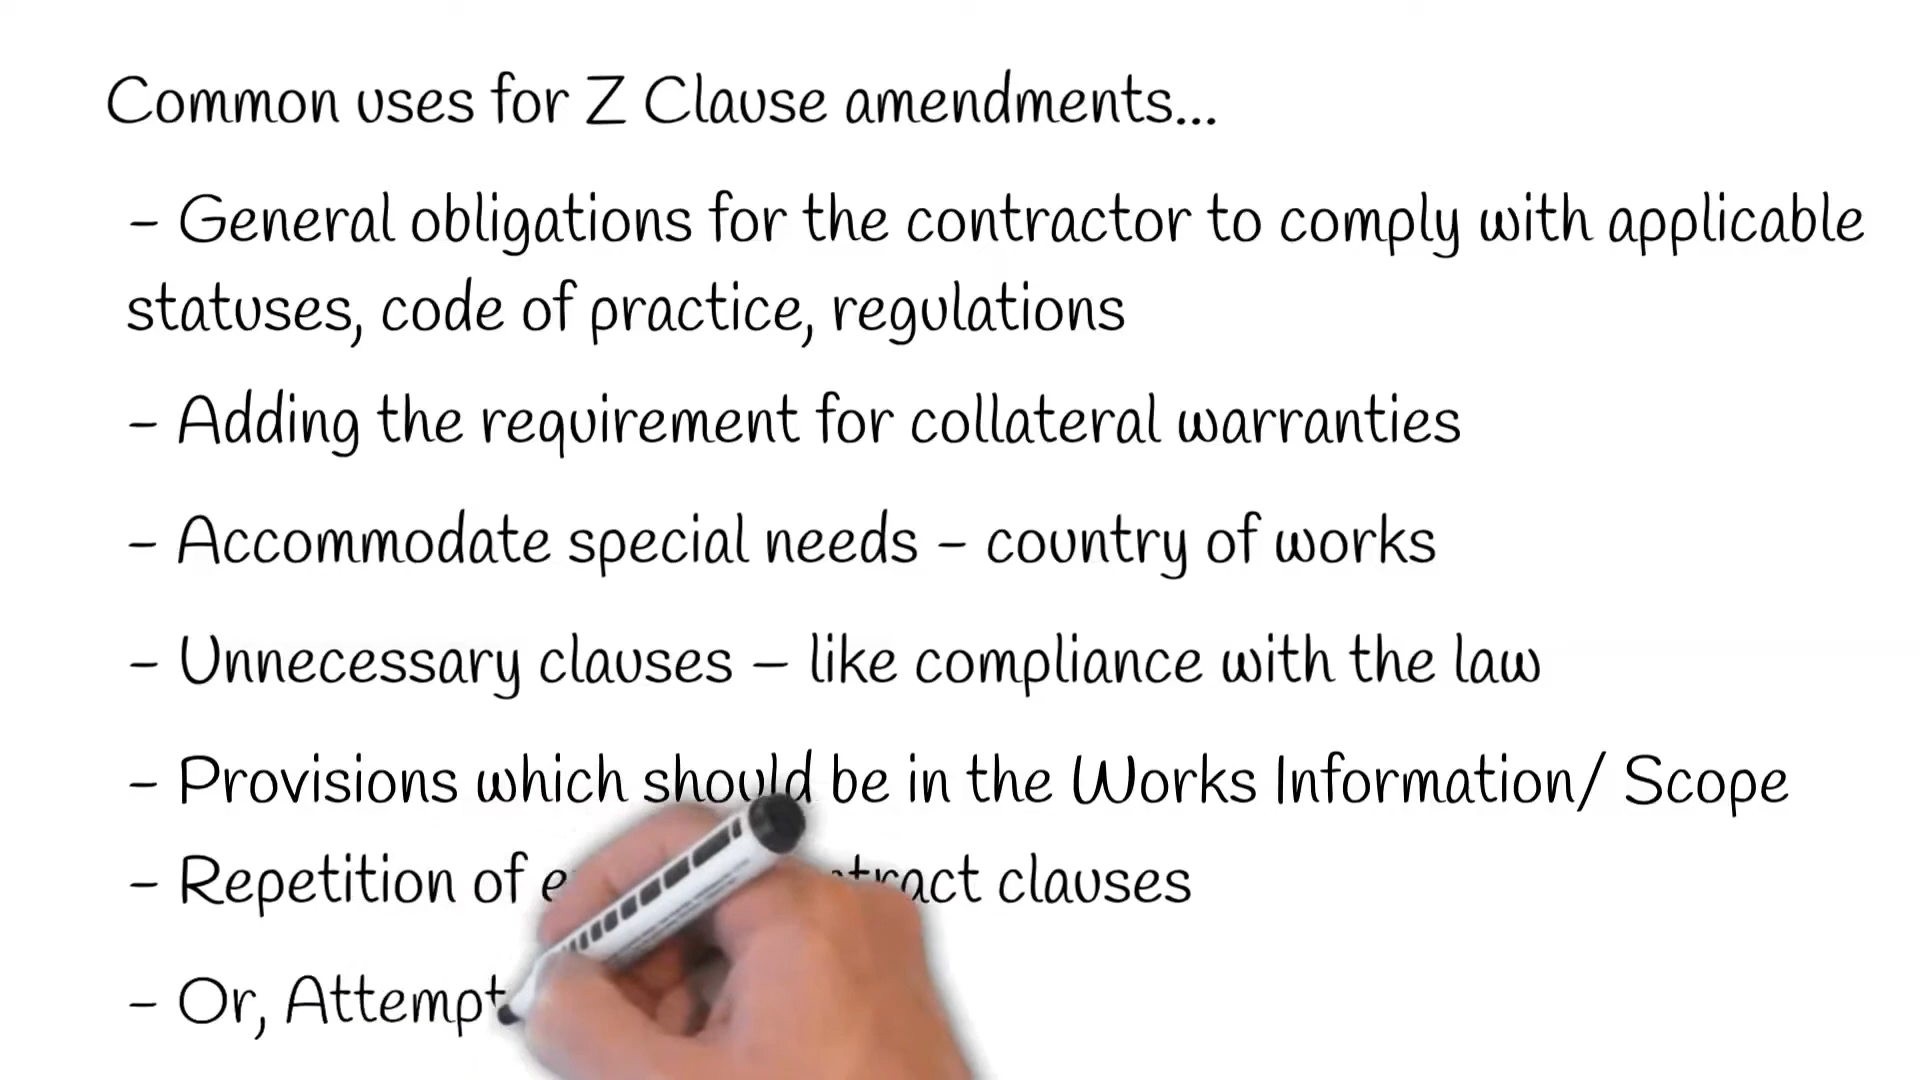 Common uses for Z Clause amendments...
- General obligations for the contractor to comply with applicable
statuses, code of practice, regulations
- Adding the requirement for collateral warranties
- Accommodate special needs - country of works
- Unnecessary clauses – like compliance with the law
- Provisions which should be in the Works Information/ Scope
- Repetition of clauses
- Or, Attempt